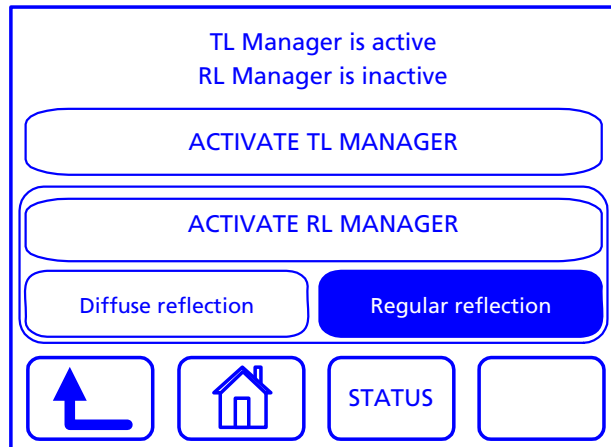 TL Manager is active
RL Manager is inactive
ACTIVATE TL MANAGER
ACTIVATE RL MANAGER
Diffuse reflection
Regular reflection
STATUS